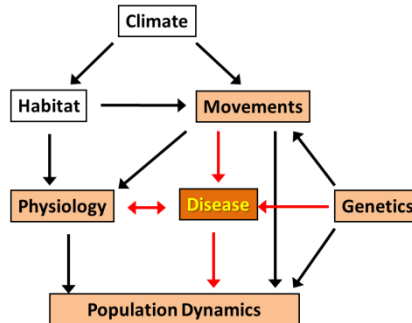 Climate
Habitat
Movements
Physiology
Disease
Genetics
Population Dynamics